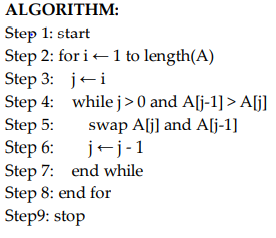 ALGORITHM:
Step 1: start
Step 2: for i ← 1 to length(A)
Step 3: j ← i
Step 4: while j > 0 and A[j-1] > A[j]
Step 5: swap A[j] and A[j-1]
Step 6: j ← j - 1
Step 7: end while
Step 8: end for
Step9: stop